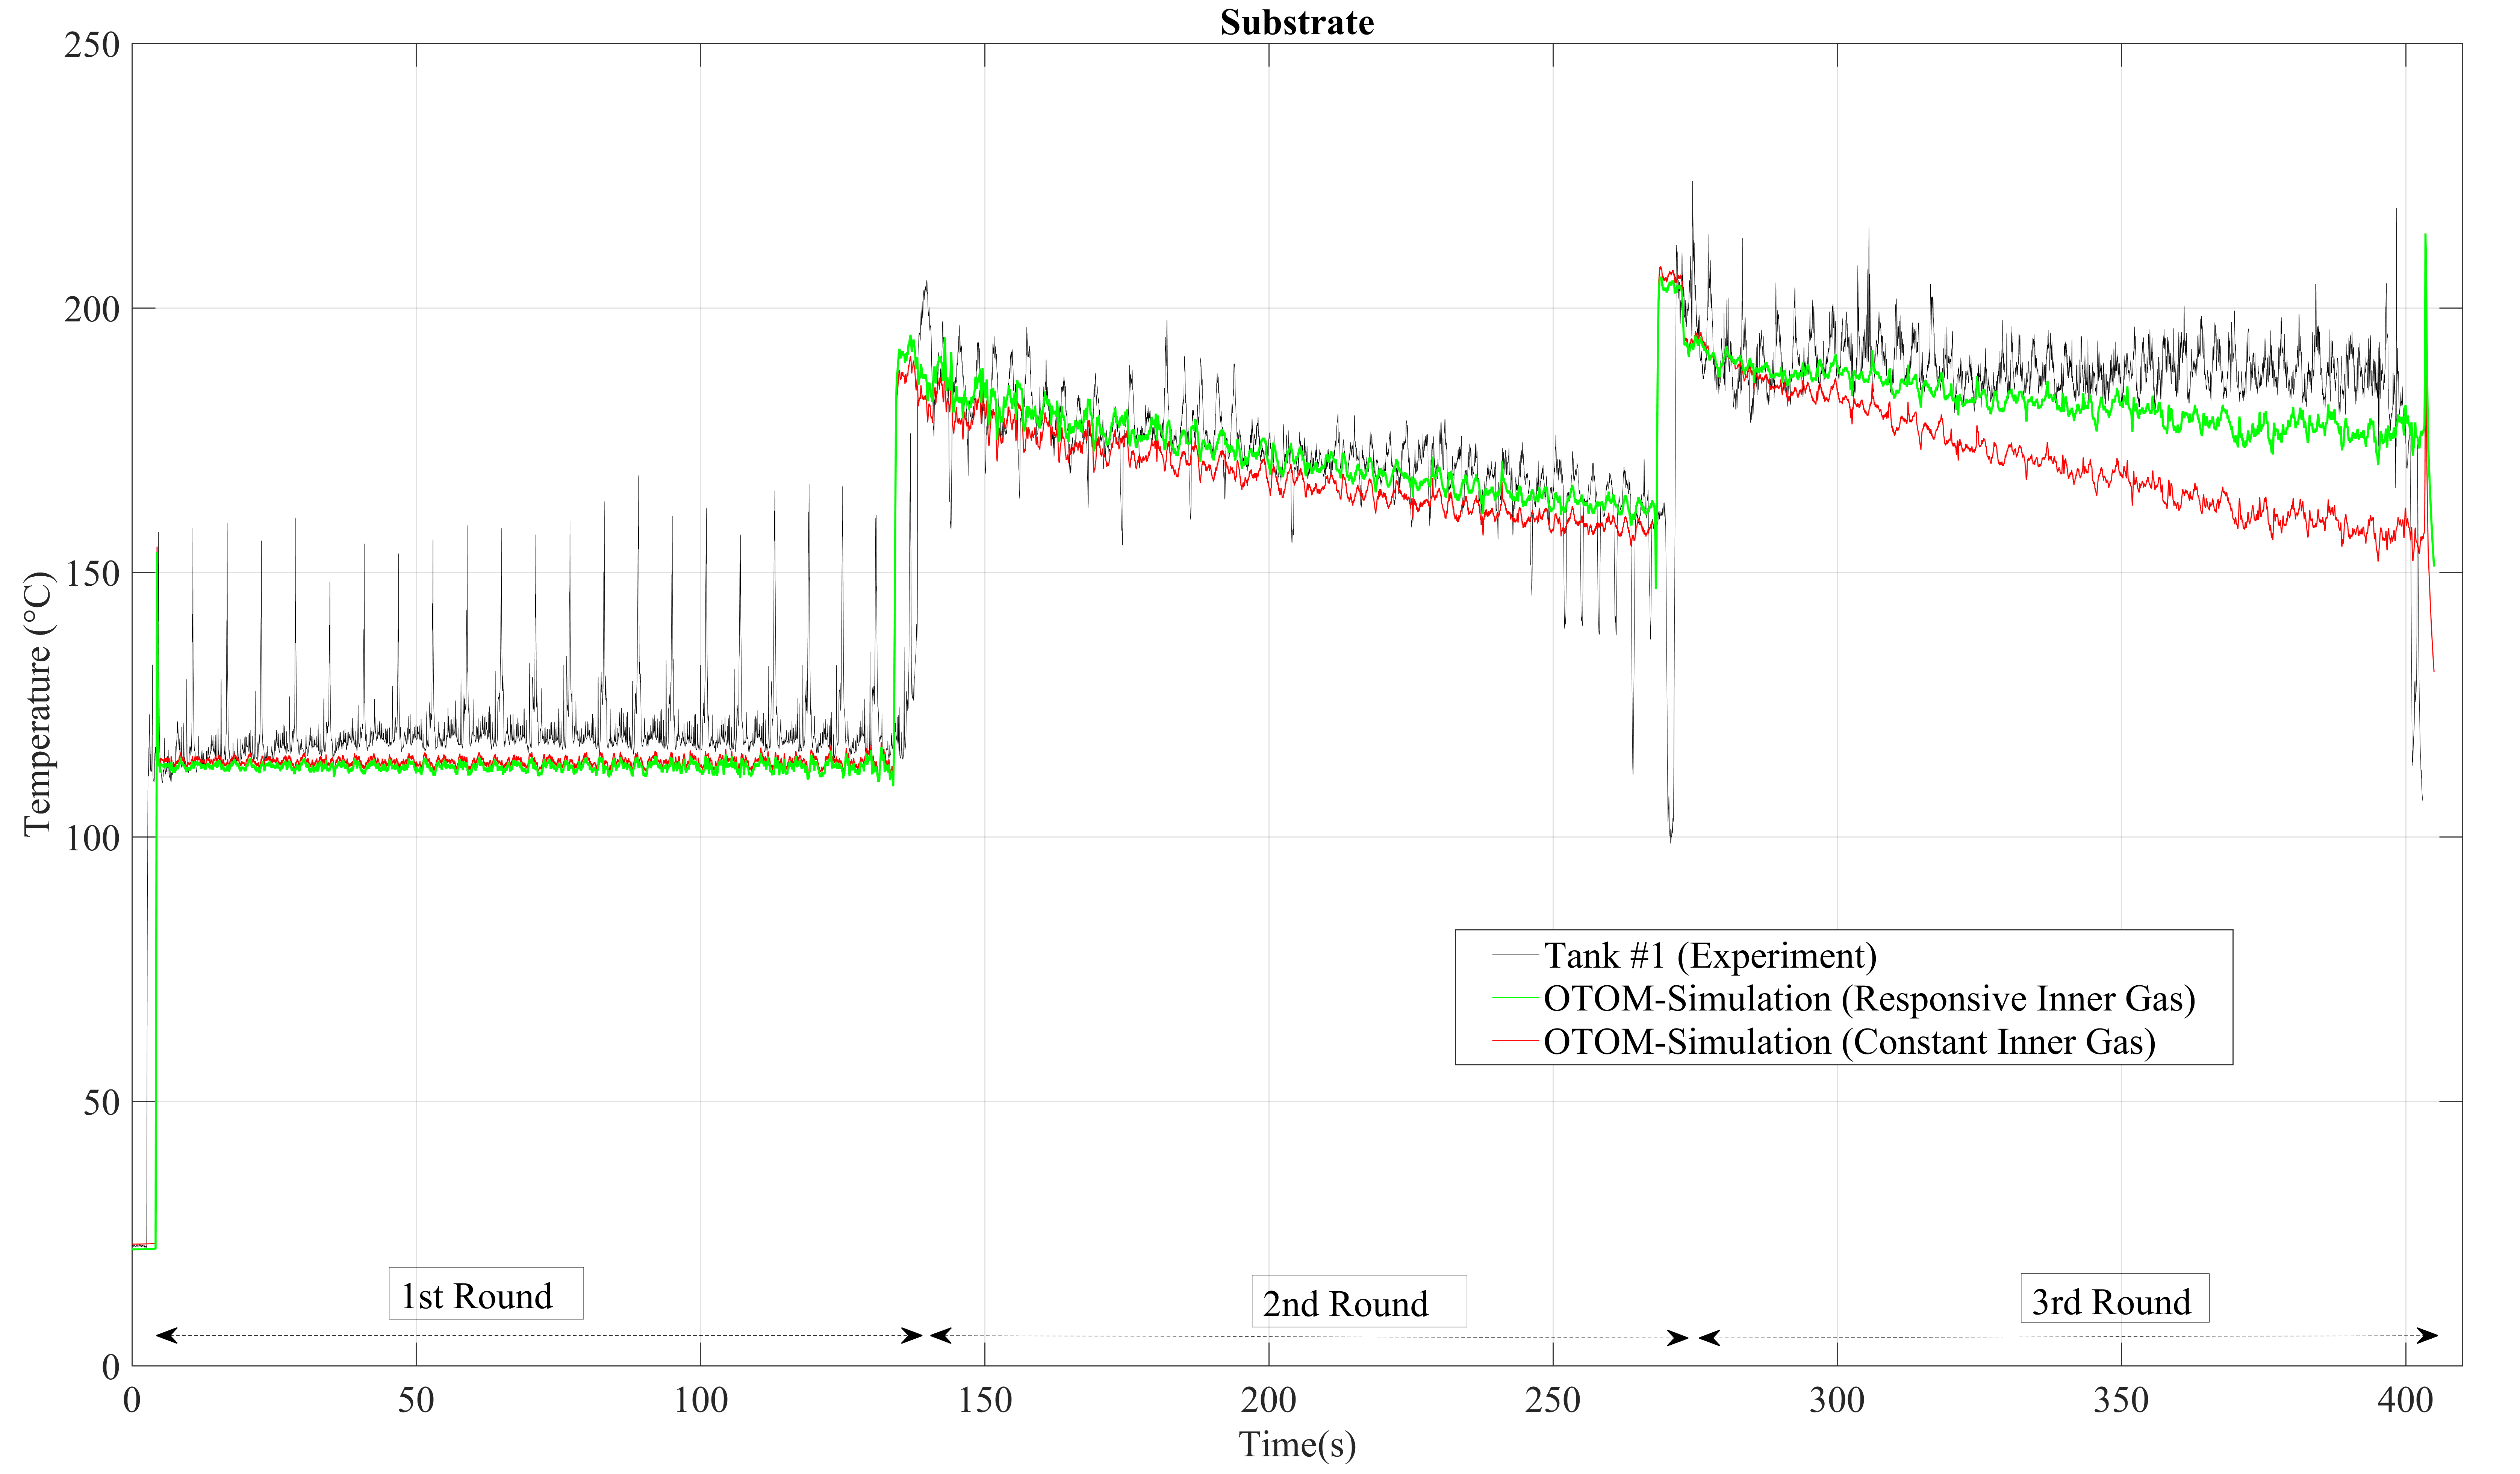 Substrate
250
200
150
100
50
0
Temperature (°C)
Tank #1 (Experiment)
OTOM-Simulation (Responsive Inner Gas)
OTOM-Simulation (Constant Inner Gas)
1st Round
2nd Round
3rd Round
0 50 100 150 200 250 300 350 400
Time(s)